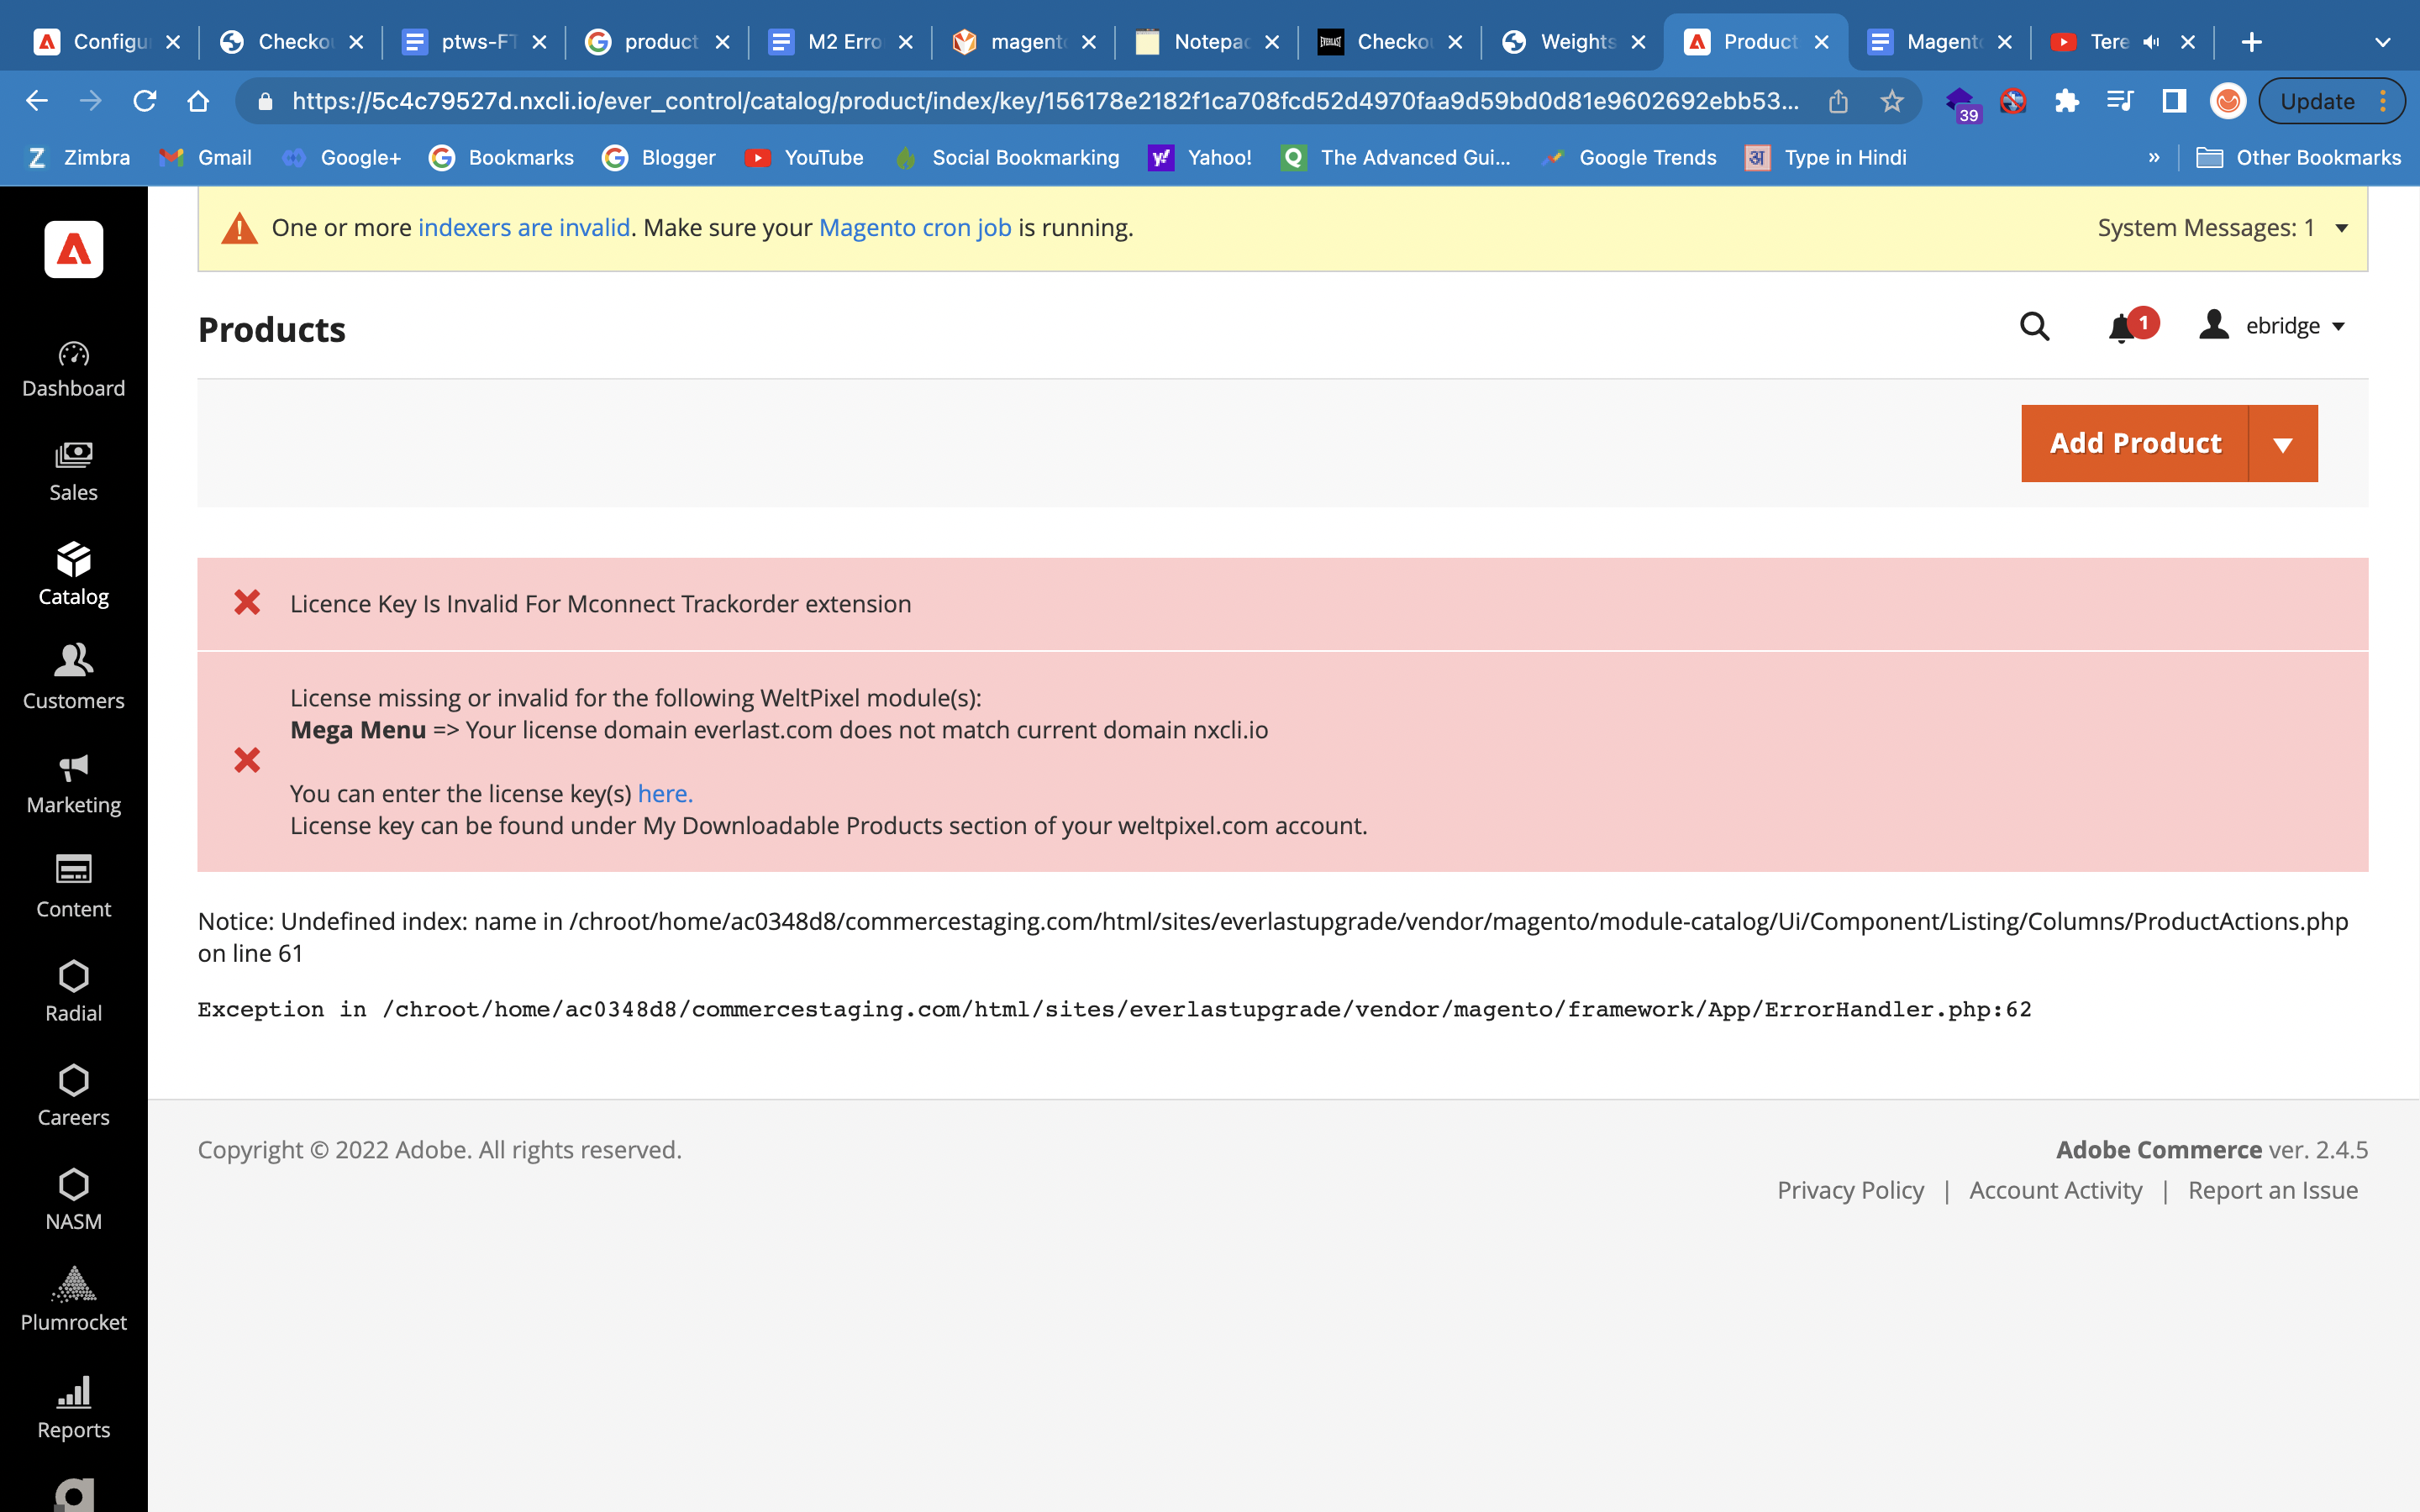 Configu
Checko
ptws-FT
product
M2 Erro
magento
Notepad
Checkou
Weights
Product
Magento
Tere
https://5c4c79527d.nxcli.io/ever_control/catalog/product/index/key/156178e2182f1ca708fcd52d4970faa9d59bd0d81e9602692ebb53...
39
Update
Zimbra
Gmail
Google+
Bookmarks
Blogger
YouTube
Social Bookmarking
Yahoo!
The Advanced Gui...
Google Trends
अ Type in Hindi
»
Other Bookmarks
One or more indexers are invalid. Make sure your Magento cron job is running.
System Messages: 1
Products
1
ebridge
Dashboard
Sales
Catalog
Customers
Marketing
Content
Radial
Careers
NASM
Plumrocket
Reports
Add Product
Licence Key Is Invalid For Mconnect Trackorder extension
License missing or invalid for the following WeltPixel module(s):
Mega Menu => Your license domain everlast.com does not match current domain nxcli.io
You can enter the license key(s) here.
License key can be found under My Downloadable Products section of your weltpixel.com account.
Notice: Undefined index: name in /chroot/home/ac0348d8/commercestaging.com/html/sites/everlastupgrade/vendor/magento/module-catalog/Ui/Component/Listing/Columns/ProductActions.php
on line 61
Exception in /chroot/home/ac0348d8/commercestaging.com/html/sites/everlastupgrade/vendor/magento/framework/App/ErrorHandler.php:62
Copyright © 2022 Adobe. All rights reserved.
Adobe Commerce ver. 2.4.5
Privacy Policy | Account Activity | Report an Issue